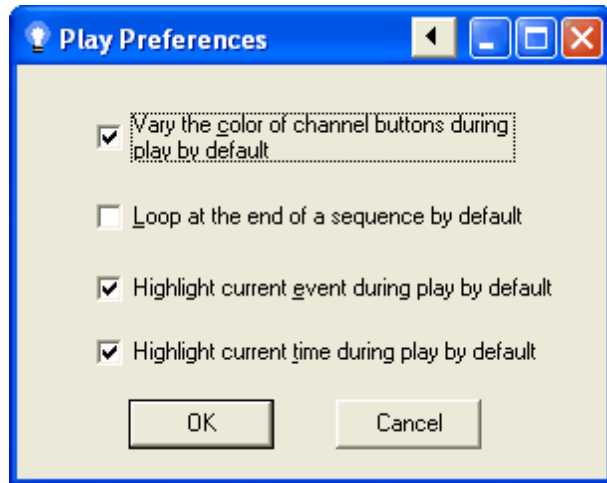 Play Preferences
Vary the color of channel buttons during
play by default
Loop at the end of a sequence by default
Highlight current event during play by default
Highlight current time during play by default
OK
Cancel